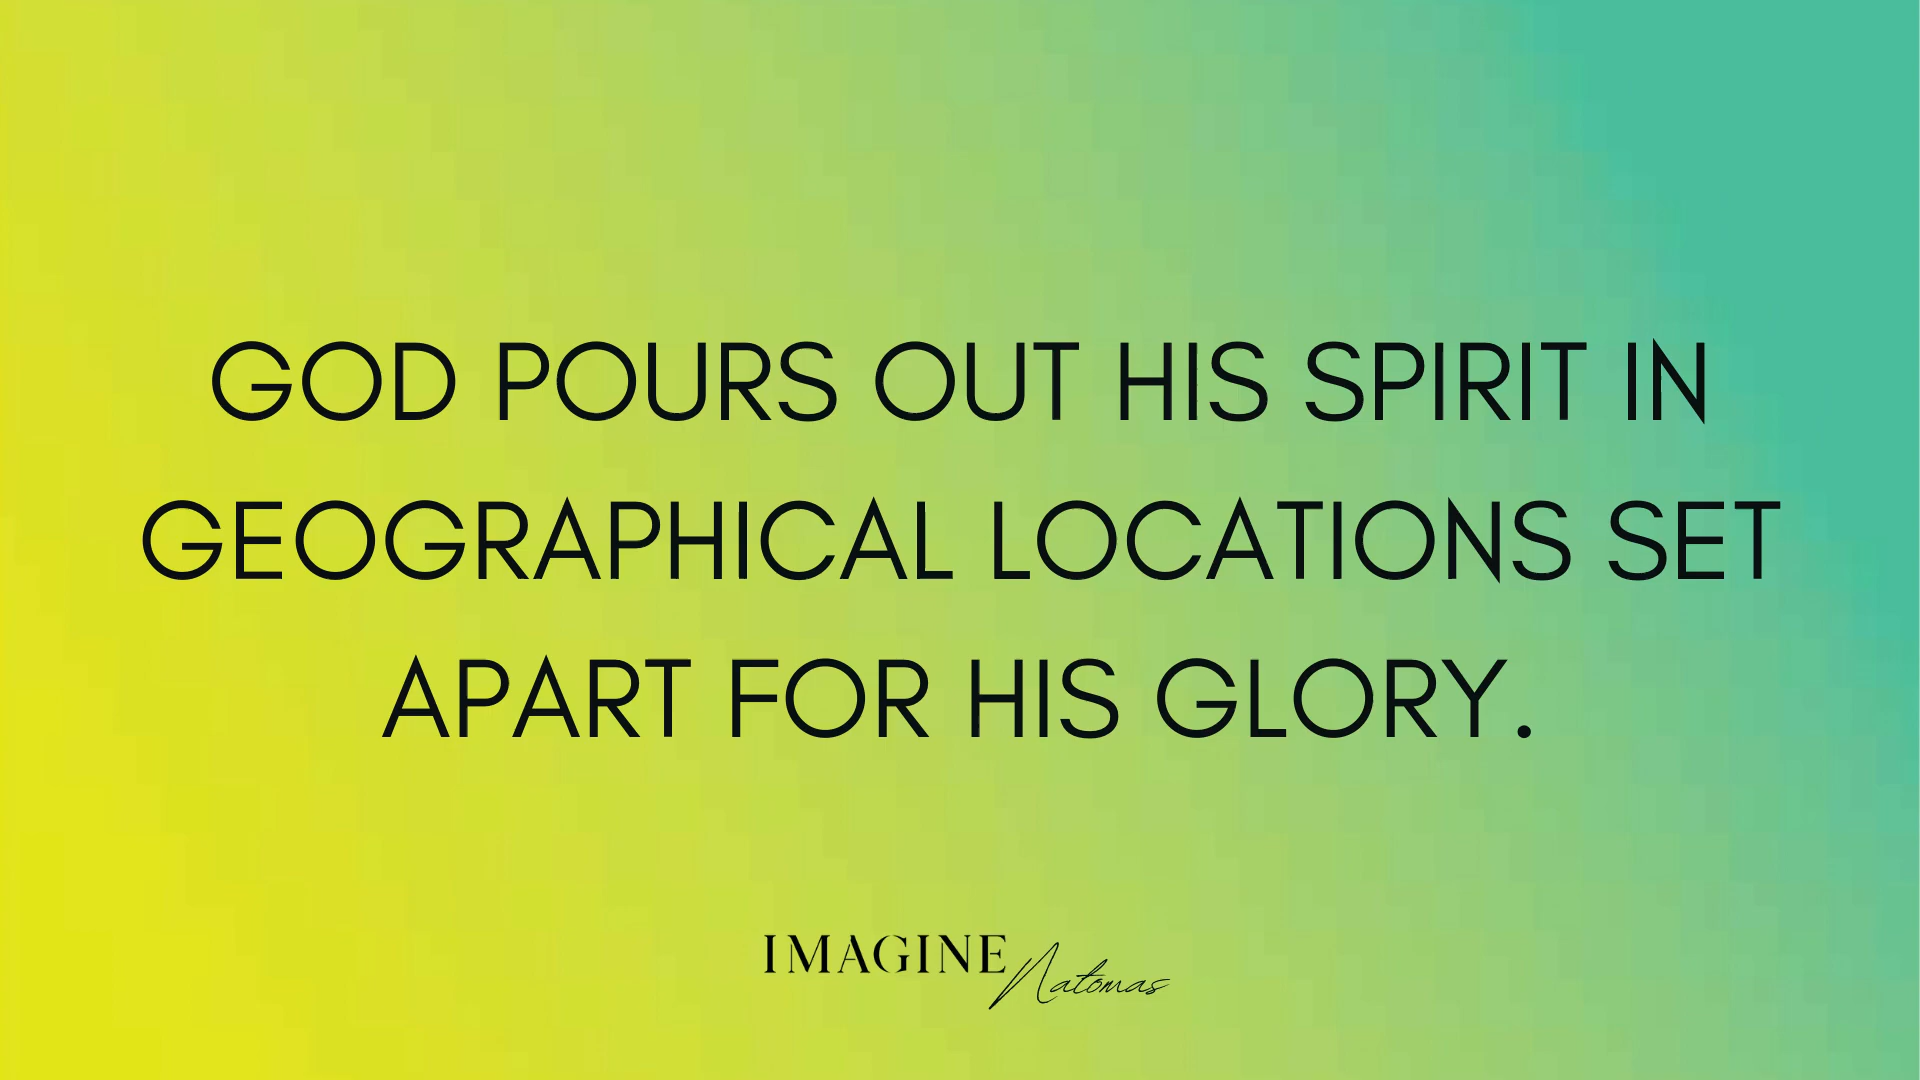 GOD POURS OUT HIS SPIRIT IN
GEOGRAPHICAL LOCATIONS SET
APART FOR HIS GLORY.
IMAGINE Natomas